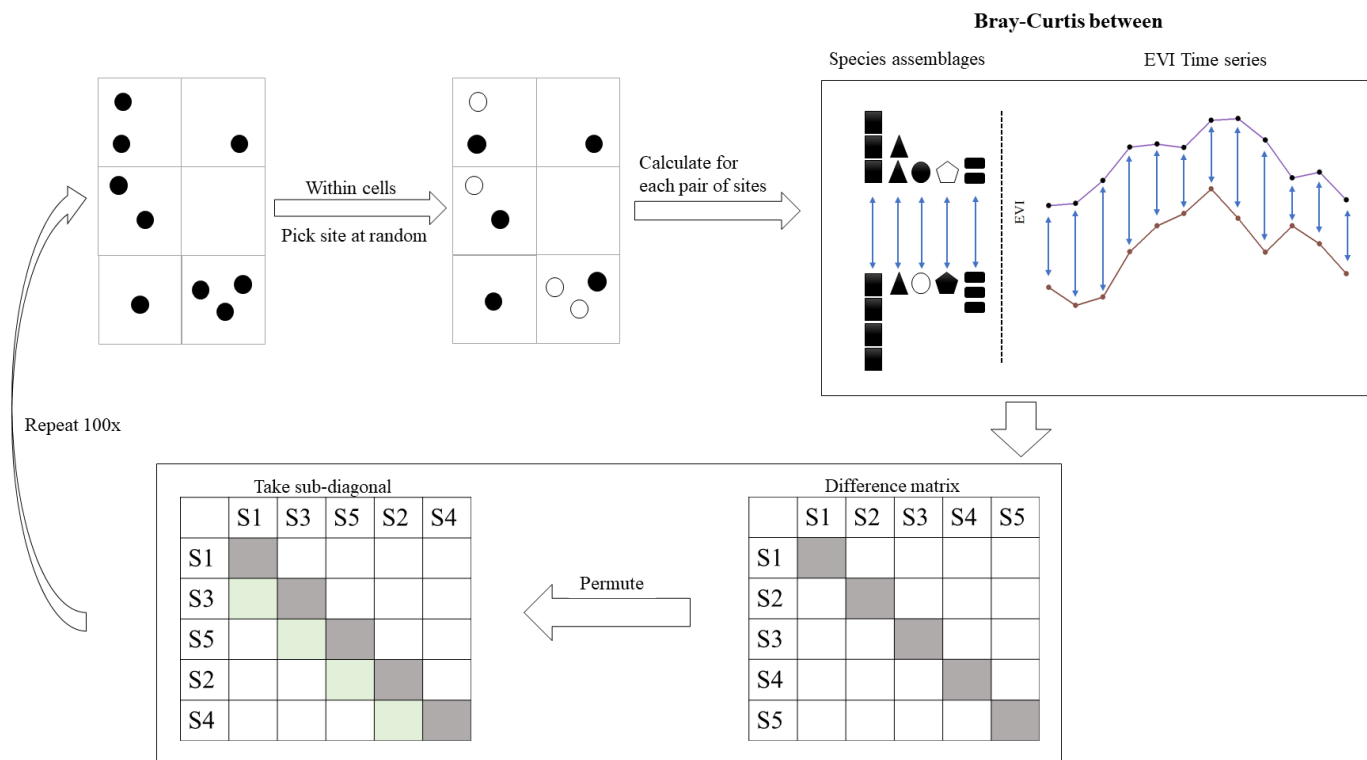 Bray-Curtis between
Species assemblages
EVI Time series
Within cells
Pick site at random
Calculate for
each pair of sites
EVI
Repeat 100x
Take sub-diagonal
S1 S3 S5 S2 S4
S1
S3
S5
S2
S4
Permute
Difference matrix
S1 S2 S3 S4 S5
S1
S2
S3
S4
S5